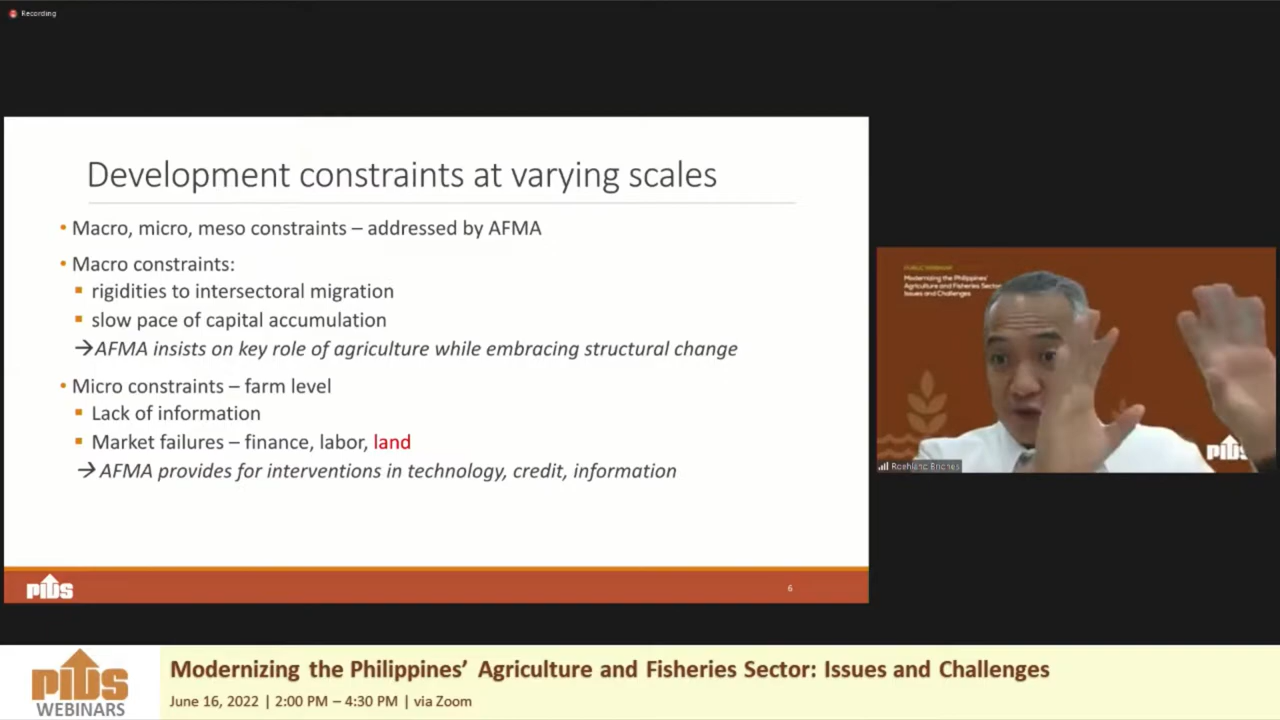 Recording
Development constraints at varying scales
• Macro, micro, meso constraints – addressed by AFMA
• Macro constraints:
▪ rigidities to intersectoral migration
▪ slow pace of capital accumulation
→AFMA insists on key role of agriculture while embracing structural change
• Micro constraints – farm level
▪ Lack of information
▪ Market failures – finance, labor, land
→ AFMA provides for interventions in technology, credit, information
PIDS
6
PUBLIC WEBINAR
Modernizing the Philippines'
Agriculture and Fisheries Sector:
Issues and Challenges
PIDS
Roehlano Briones
PIDS
WEBINARS
Modernizing the Philippines' Agriculture and Fisheries Sector: Issues and Challenges
June 16, 2022 | 2:00 PM – 4:30 PM | via Zoom